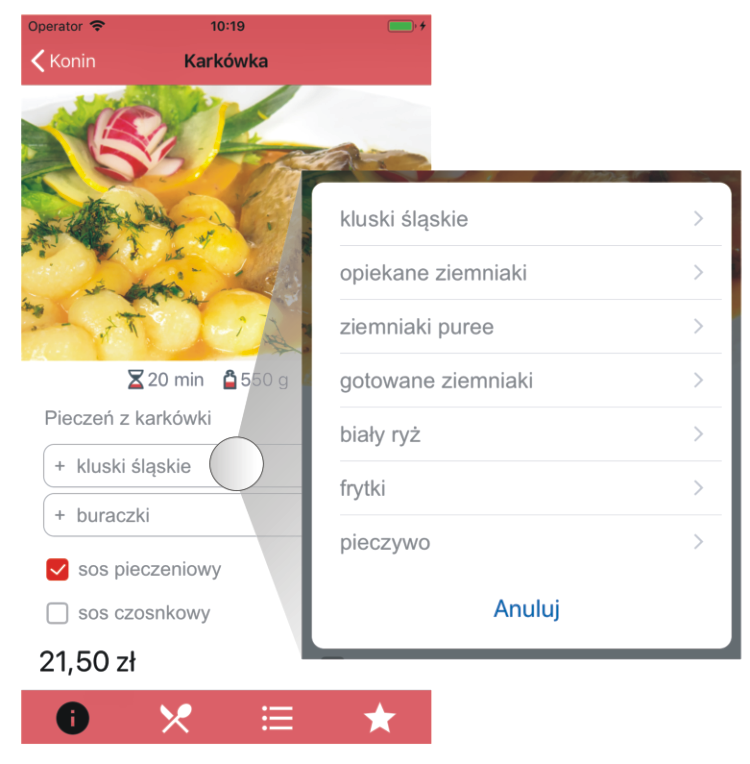 Operator 10:19
Konin Karkówka
20 min 550 g
Pieczeń z karkówki
+ kluski śląskie
+ buraczki
sos pieczeniowy
sos czosnkowy
21,50 zł
kluski śląskie
opiekane ziemniaki
ziemniaki puree
gotowane ziemniaki
biały ryż
frytki
pieczywo
Anuluj